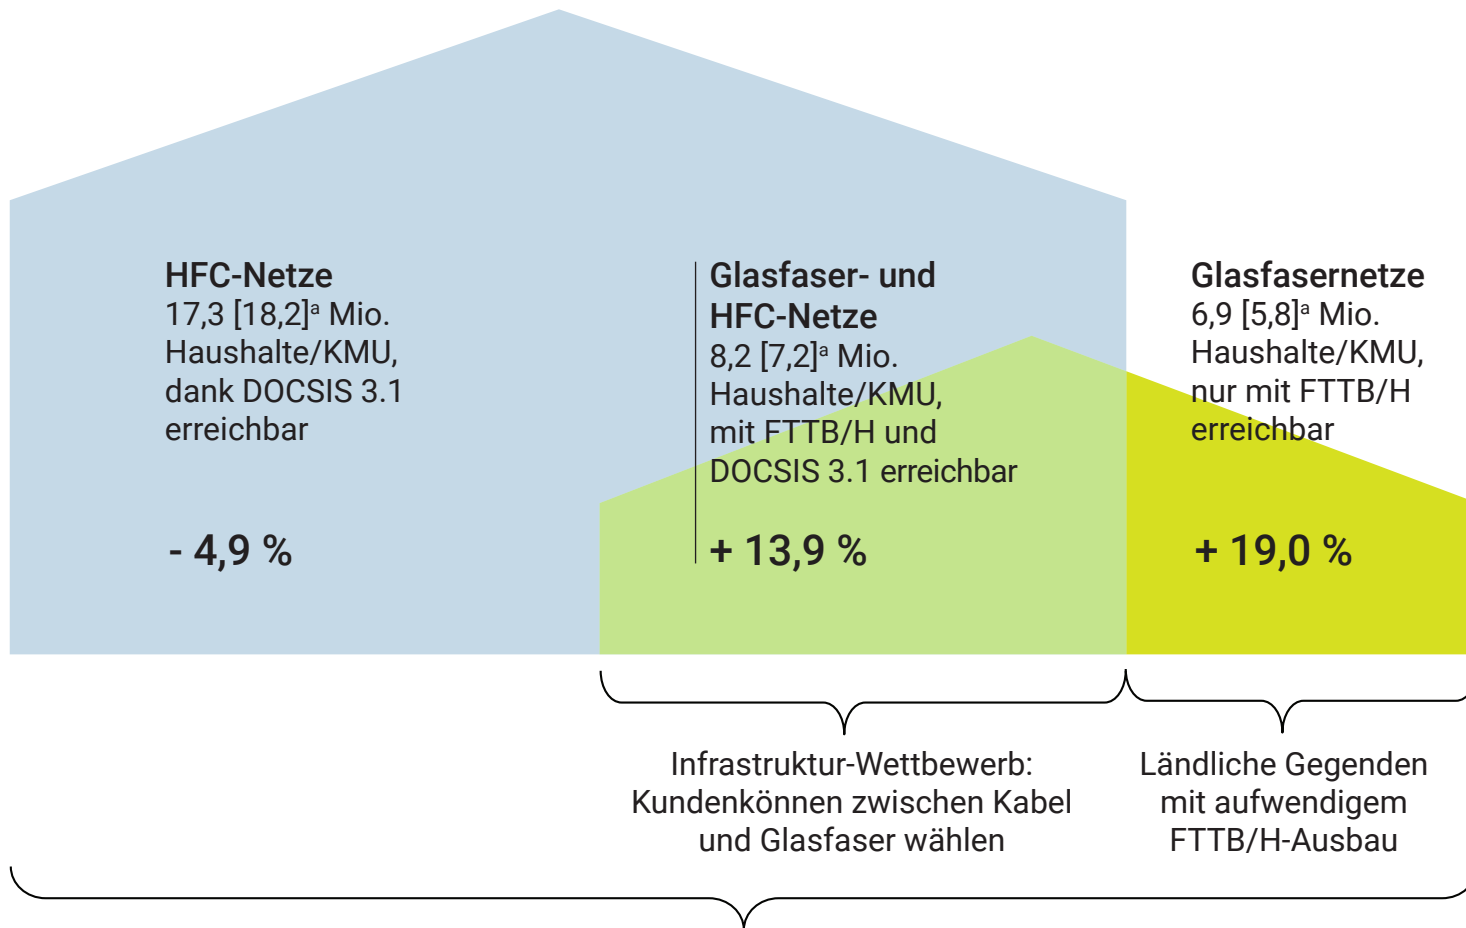 HFC-Netze
17,3 [18,2]ᵃ Mio.
Haushalte/KMU,
dank DOCSIS 3.1
erreichbar
- 4,9 %
Glasfaser- und
HFC-Netze
8,2 [7,2]ᵃ Mio.
Haushalte/KMU,
mit FTTB/H und
DOCSIS 3.1 erreichbar
+ 13,9 %
Glasfasernetze
6,9 [5,8]ᵃ Mio.
Haushalte/KMU,
nur mit FTTB/H
erreichbar
+ 19,0 %
Infrastruktur-Wettbewerb:
Kundenkönnen zwischen Kabel
und Glasfaser wählen
Ländliche Gegenden
mit aufwendigem
FTTB/H-Ausbau